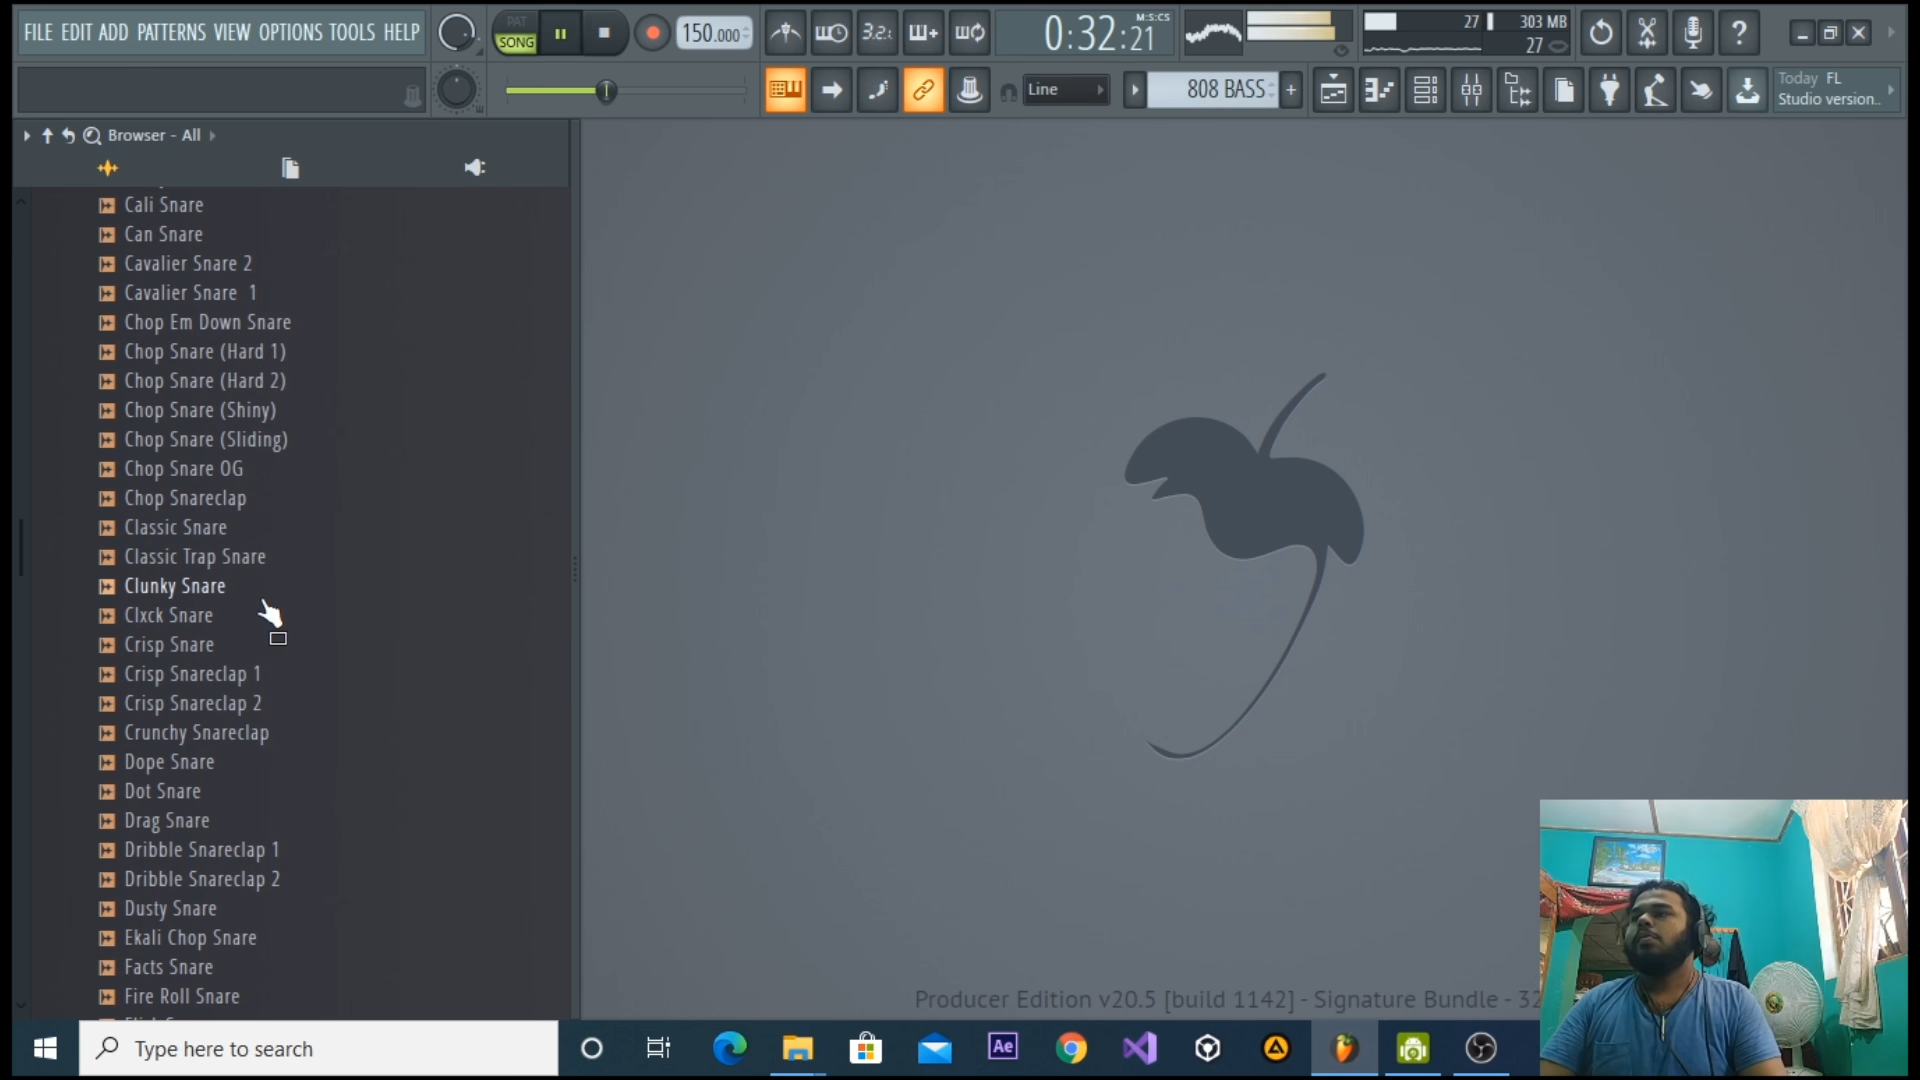 FILE EDIT ADD PATTERNS VIEW OPTIONS TOOLS HELP
PAT
SONG
150.000
3.2.
0:32:21
M:S:CS
27
303 MB
27
Line
808 BASS
Today FL
Studio version..
Browser - All
Cali Snare
Can Snare
Cavalier Snare 2
Cavalier Snare 1
Chop Em Down Snare
Chop Snare (Hard 1)
Chop Snare (Hard 2)
Chop Snare (Shiny)
Chop Snare (Sliding)
Chop Snare OG
Chop Snareclap
Classic Snare
Classic Trap Snare
Clunky Snare
Clxck Snare
Crisp Snare
Crisp Snareclap 1
Crisp Snareclap 2
Crunchy Snareclap
Dope Snare
Dot Snare
Drag Snare
Dribble Snareclap 1
Dribble Snareclap 2
Dusty Snare
Ekali Chop Snare
Facts Snare
Fire Roll Snare
Producer Edition v20.5 [build 1142] - Signature Bundle - 32
Type here to search
Ae